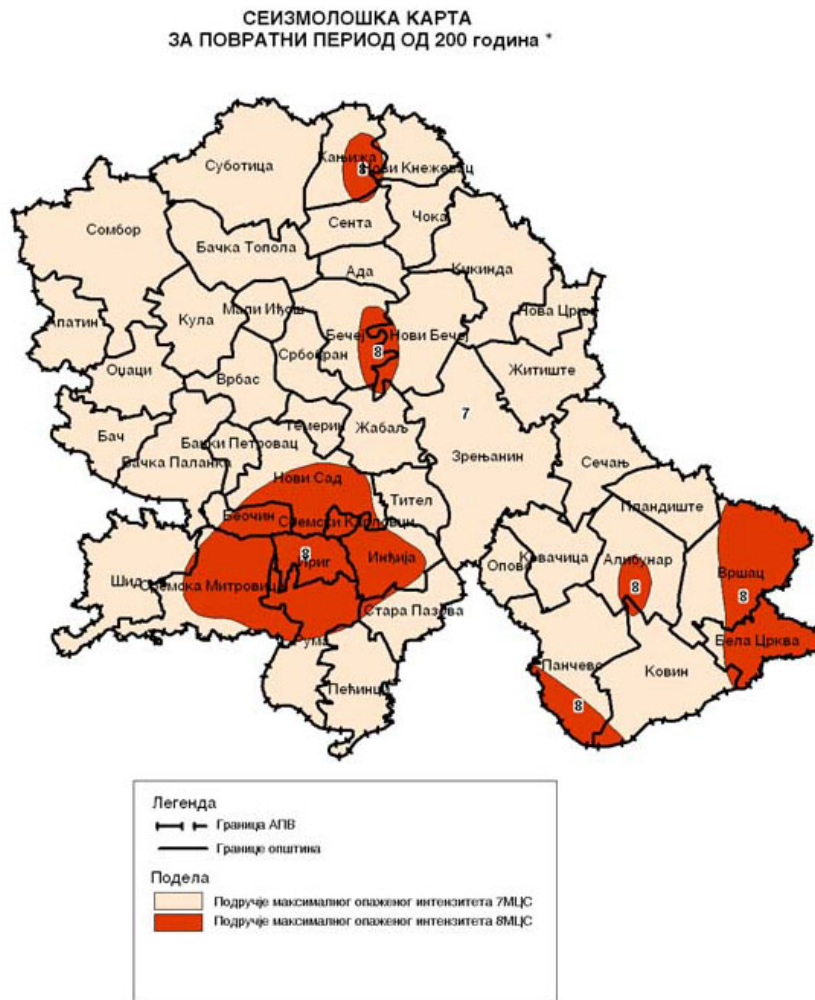 СЕИЗМОЛОШКА КАРТА
ЗА ПОВРАТНИ ПЕРИОД ОД 200 година *
Суботица
Кањижа
8
Нови Кнежевац
Сомбор
Сента
Чока
Бачка Топола
Ада
Кикинда
Апатин
Кула
Мали Иђош
Бечеј
8
Нови Бечеј
Нова Црња
Србобран
Оџаци
Врбас
Житиште
Бач
Бачка Паланка
Бачки Петровац
Темерин
Жабаљ
7
Зрењанин
Сечањ
Нови Сад
Тител
Пландиште
Беочин
Сремски Карловци
Шид
Сремска Митровица
8
Ириг
Инђија
Опово
Ковачица
Алибунар
8
Вршац
8
Стара Пазова
Рума
Бела Црква
Пећинци
Панчево
8
Ковин
Легенда
Граница АПВ
Границе општина
Подела
Подручје максималног опаженог интензитета 7МЦС
Подручје максималног опаженог интензитета 8МЦС